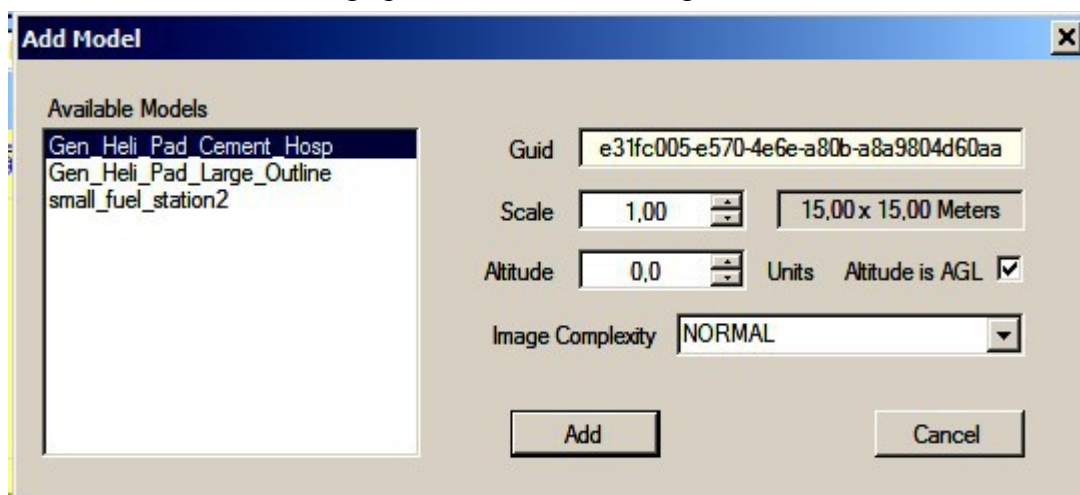 Add Model
Available Models
Gen_Heli_Pad_Cement_Hosp
Gen_Heli_Pad_Large_Outline
small_fuel_station2
Guid e31fc005-e570-4e6e-a80b-a8a9804d60aa
Scale 1,00 15,00 x 15,00 Meters
Altitude 0,0 Units Altitude is AGL
Image Complexity NORMAL
Add Cancel